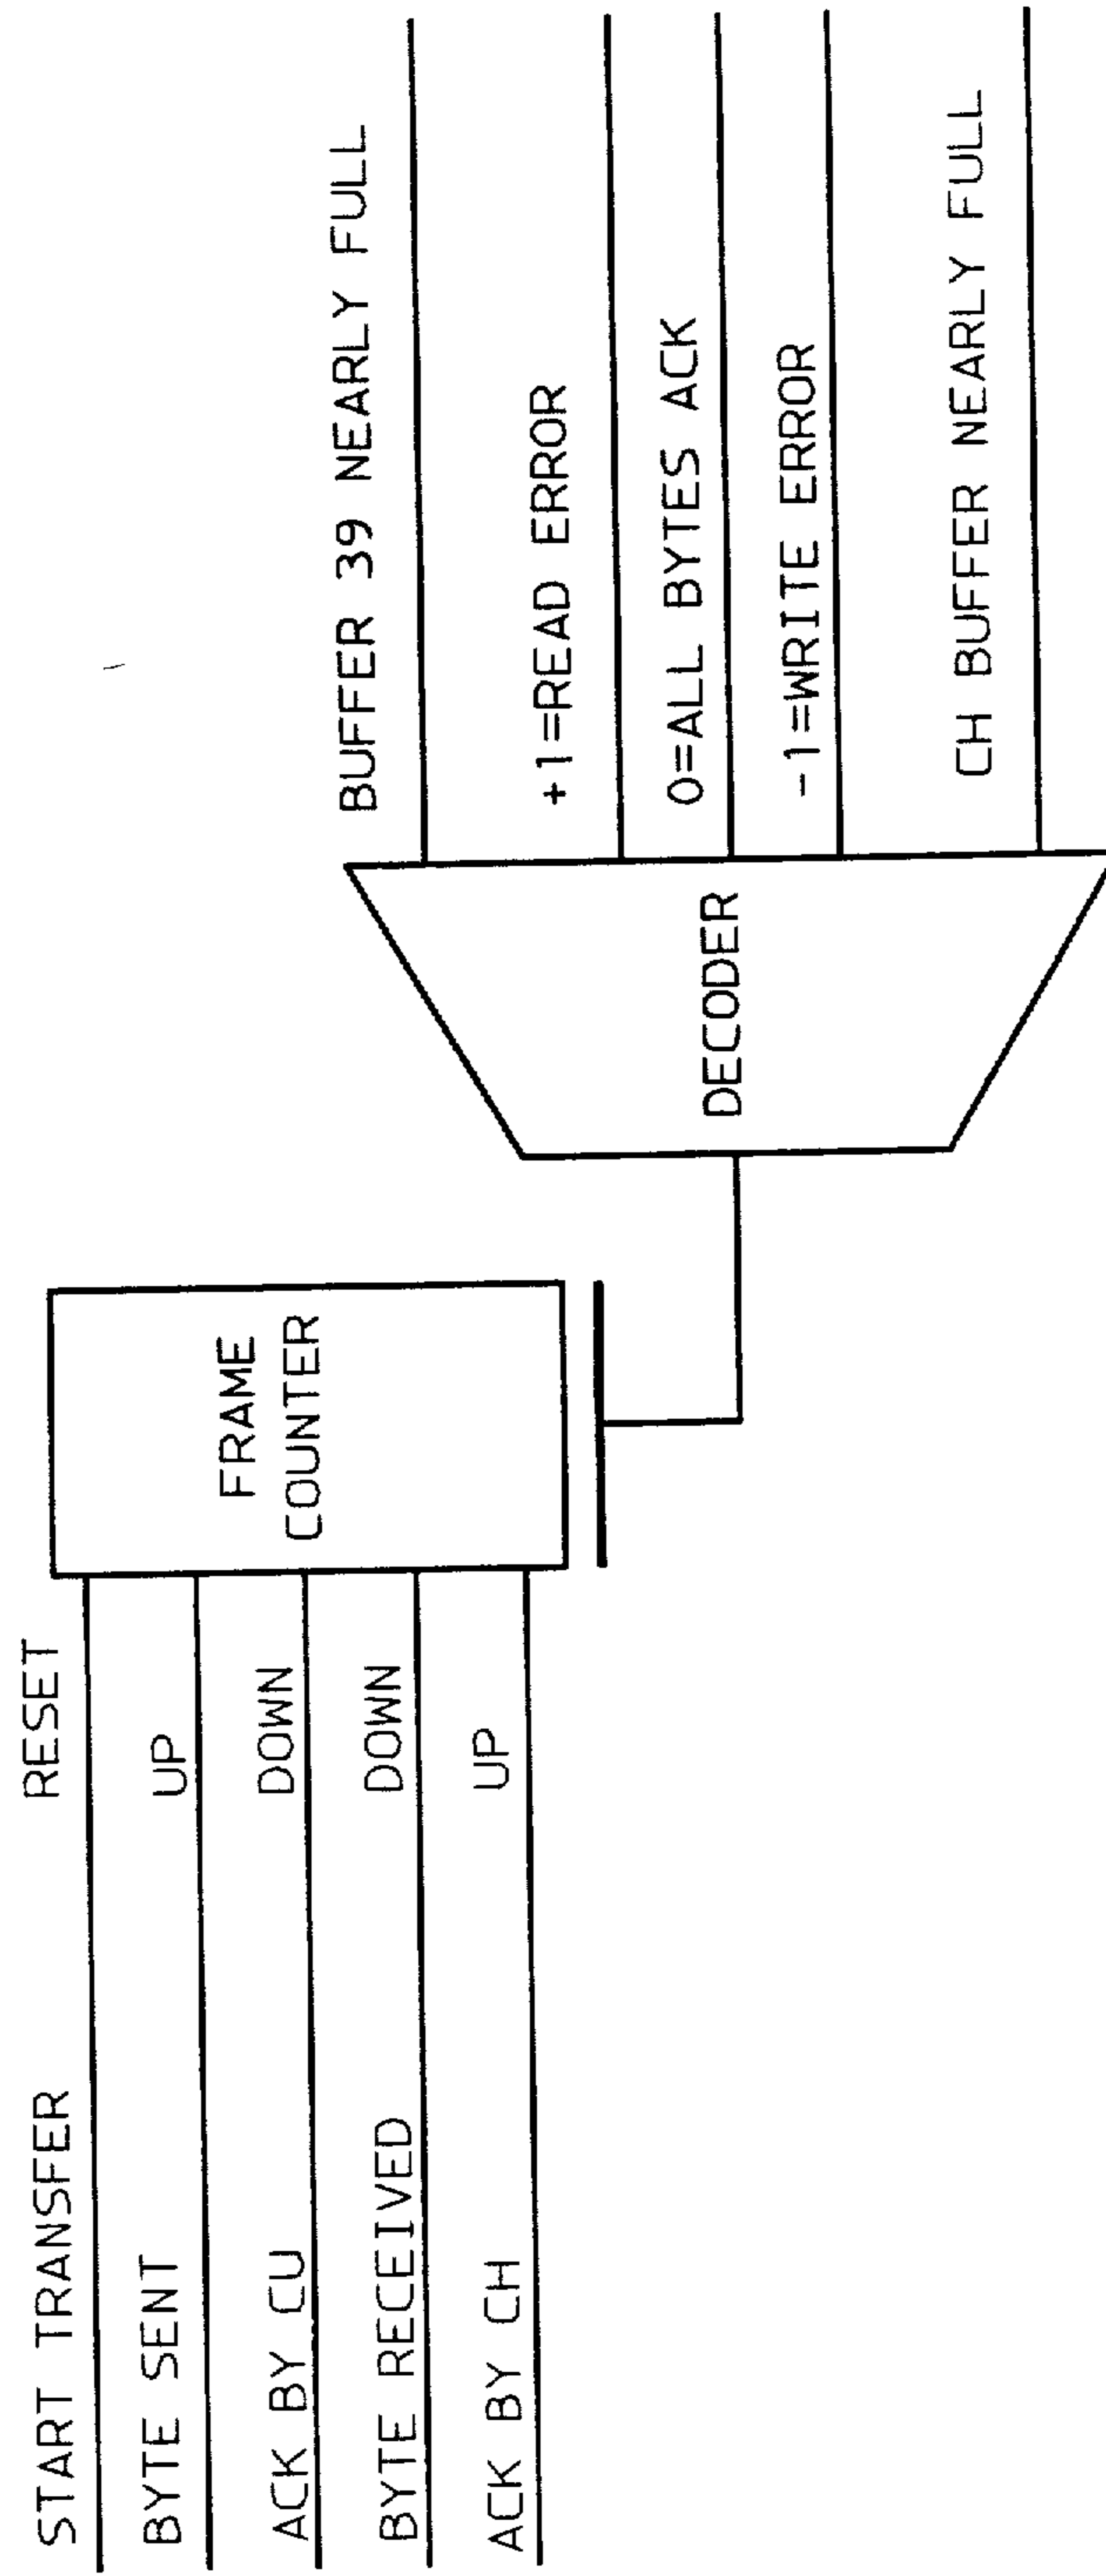 START TRANSFER
RESET
BYTE SENT
UP
ACK BY CU
DOWN
BYTE RECEIVED
DOWN
ACK BY CH
UP
FRAME
COUNTER
DECODER
BUFFER 39 NEARLY FULL
+1=READ ERROR
0=ALL BYTES ACK
-1=WRITE ERROR
CH BUFFER NEARLY FULL